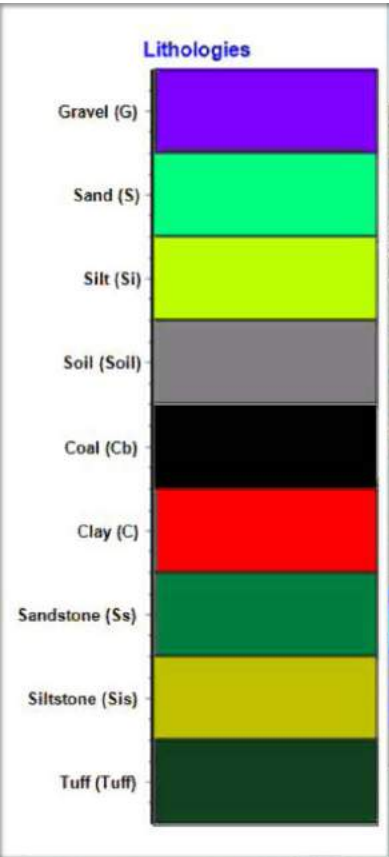 Lithologies
Gravel (G)
Sand (S)
Silt (Si)
Soil (Soil)
Coal (Cb)
Clay (C)
Sandstone (Ss)
Siltstone (Sis)
Tuff (Tuff)